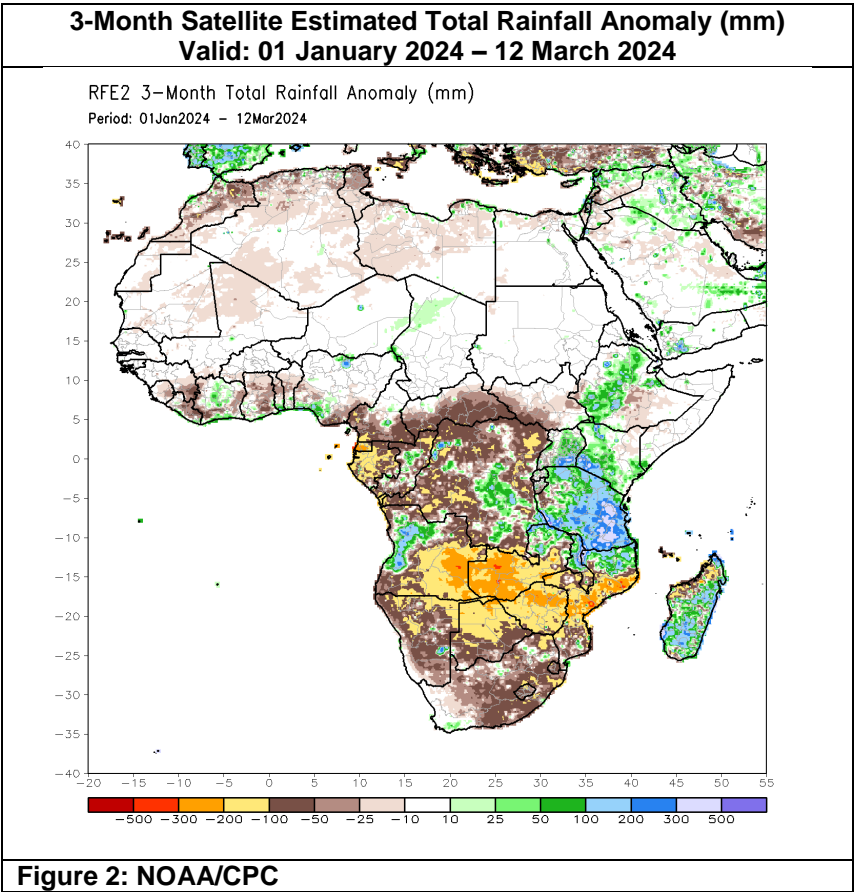 3-Month Satellite Estimated Total Rainfall Anomaly (mm)
Valid: 01 January 2024 – 12 March 2024
RFE2 3-Month Total Rainfall Anomaly (mm)
Period: 01Jan2024 - 12Mar2024
40
35
30
25
20
15
10
5
0
-5
-10
-15
-20
-25
-30
-35
-40
-20 -15 -10 -5 0 5 10 15 20 25 30 35 40 45 50 55
-500 -300 -200 -100 -50 -25 -10 10 25 50 100 200 300 500
Figure 2: NOAA/CPC